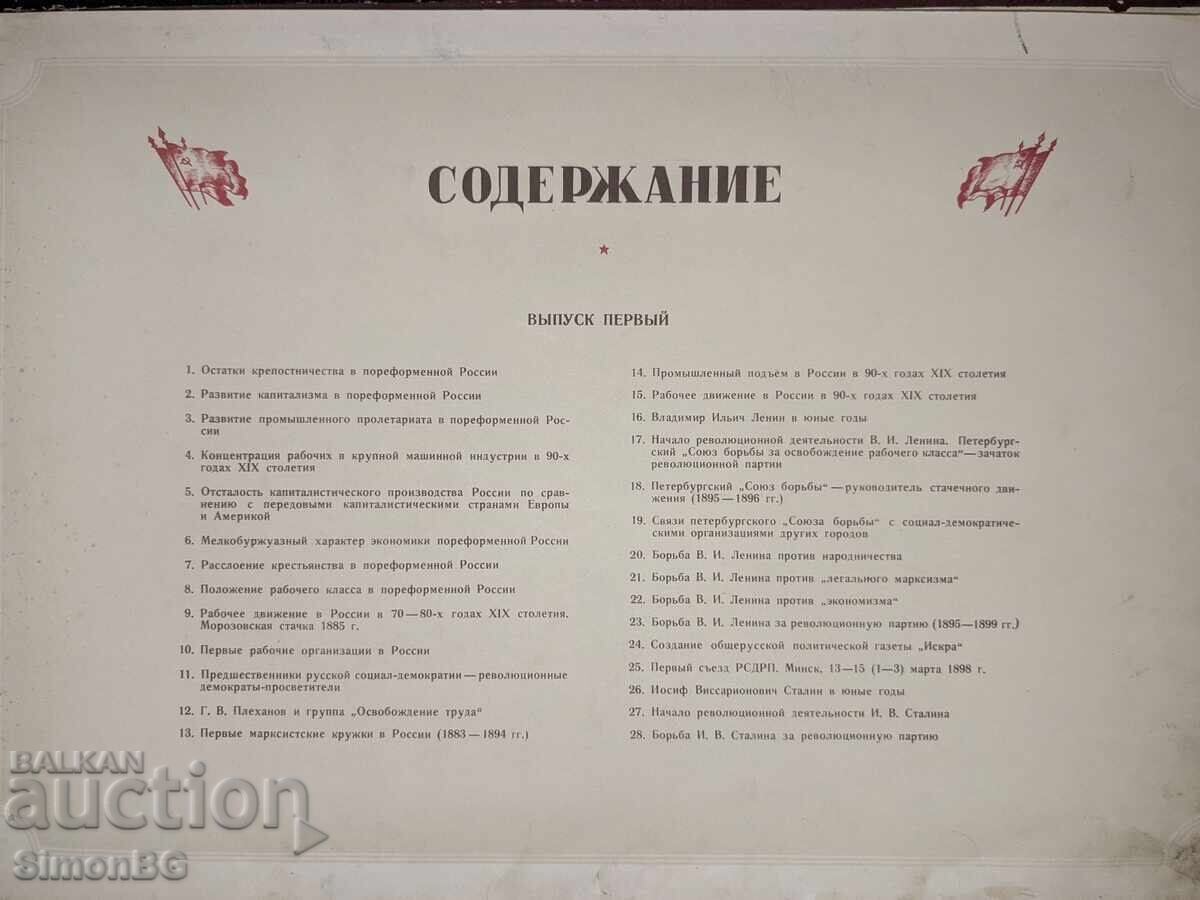 СОДЕРЖАНИЕ
ВЫПУСК ПЕРВЫЙ
1. Остатки крепостничества в пореформенной России
2. Развитие капитализма в пореформенной России
3. Развитие промышленного пролетариата в пореформенной Рос-
сии
4. Концентрация рабочих в крупной машинной индустрии в 90-х
годах XIX столетия
5. Отсталость капиталистического производства России по срав-
нению с передовыми капиталистическими странами Европы
и Америкой
6. Мелкобуржуазный характер экономики пореформенной России
7. Расслоение крестьянства в пореформенной России
8. Положение рабочего класса в пореформенной России
9. Рабочее движение в России в 70—80-х годах XIX столетия.
Морозовская стачка 1885 г.
10. Первые рабочие организации в России
11. Предшественники русской социал-демократии—революционные
демократы-просветители
12. Г. В. Плеханов и группа „Освобождение труда“
13. Первые марксистские кружки в России (1883—1894 гг.)
14. Промышленный подъём в России в 90-х годах XIX столетия
15. Рабочее движение в России в 90-х годах XIX столетия
16. Владимир Ильич Ленин в юные годы
17. Начало революционной деятельности В. И. Ленина. Петербург-
ский „Союз борьбы за освобождение рабочего класса“—зачаток
революционной партии
18. Петербургский „Союз борьбы“—руководитель стачечного дви-
жения (1895—1896 гг.)
19. Связи петербургского „Союза борьбы“ с социал-демократиче-
скими организациями других городов
20. Борьба В. И. Ленина против народничества
21. Борьба В. И. Ленина против „легального марксизма“
22. Борьба В. И. Ленина против „экономизма“
23. Борьба В. И. Ленина за революционную партию (1895—1899 гг.)
24. Создание общерусской политической газеты „Искра“
25. Первый съезд РСДРП. Минск, 13—15 (1—3) марта 1898 г.
26. Иосиф Виссарионович Сталин в юные годы
27. Начало революционной деятельности И. В. Сталина
28. Борьба И. В. Сталина за революционную партию
BALKAN
auction
SimonBG